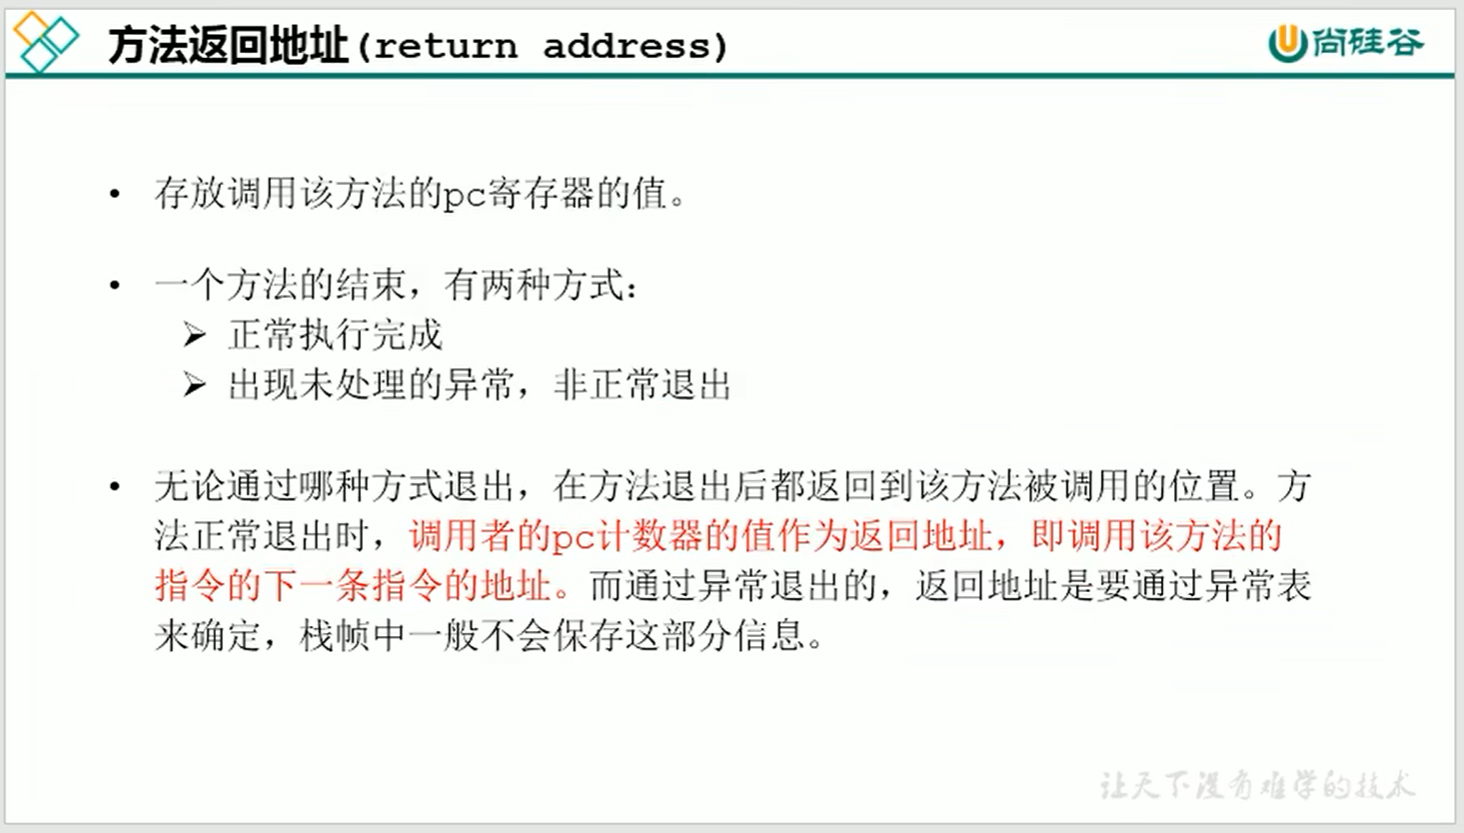 方法返回地址(return address)
尚硅谷
• 存放调用该方法的pc寄存器的值。
• 一个方法的结束，有两种方式：
➢ 正常执行完成
➢ 出现未处理的异常，非正常退出
• 无论通过哪种方式退出，在方法退出后都返回到该方法被调用的位置。方
法正常退出时，调用者的pc计数器的值作为返回地址，即调用该方法的
指令的下一条指令的地址。而通过异常退出的，返回地址是要通过异常表
来确定，栈帧中一般不会保存这部分信息。
让天下没有难学的技术